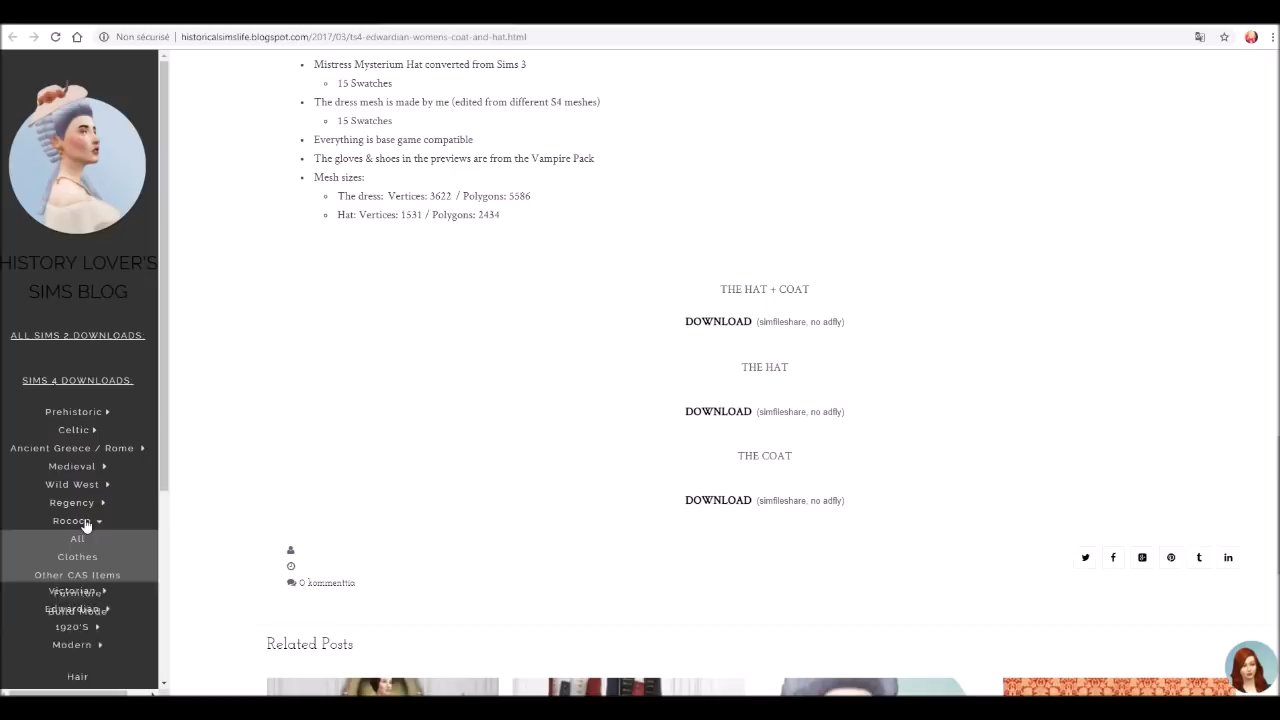 Non sécurisé
historicalsimslife.blogspot.com/2017/03/ts4-edwardian-womens-coat-and-hat.html
HISTORY LOVER'S
SIMS BLOG
ALL SIMS 2 DOWNLOADS:
SIMS 4 DOWNLOADS:
Prehistoric
Celtic
Ancient Greece / Rome
Medieval
Wild West
Regency
Rococo
All
Clothes
Other CAS Items
Victorian
Furniture
Edwardian
Build Mode
1920'S
Modern
Hair
Mistress Mysterium Hat converted from Sims 3
15 Swatches
The dress mesh is made by me (edited from different S4 meshes)
15 Swatches
Everything is base game compatible
The gloves & shoes in the previews are from the Vampire Pack
Mesh sizes:
The dress: Vertices: 3622 / Polygons: 5586
Hat: Vertices: 1531 / Polygons: 2434
THE HAT + COAT
DOWNLOAD (simfileshare, no adfly)
THE HAT
DOWNLOAD (simfileshare, no adfly)
THE COAT
DOWNLOAD (simfileshare, no adfly)
0 kommenttia
Related Posts